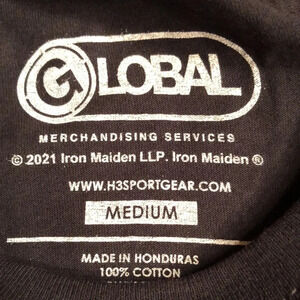 GLOBAL
MERCHANDISING SERVICES
© 2021 Iron Maiden LLP. Iron Maiden ®
WWW.H3SPORTGEAR.COM
MEDIUM
MADE IN HONDURAS
100% COTTON